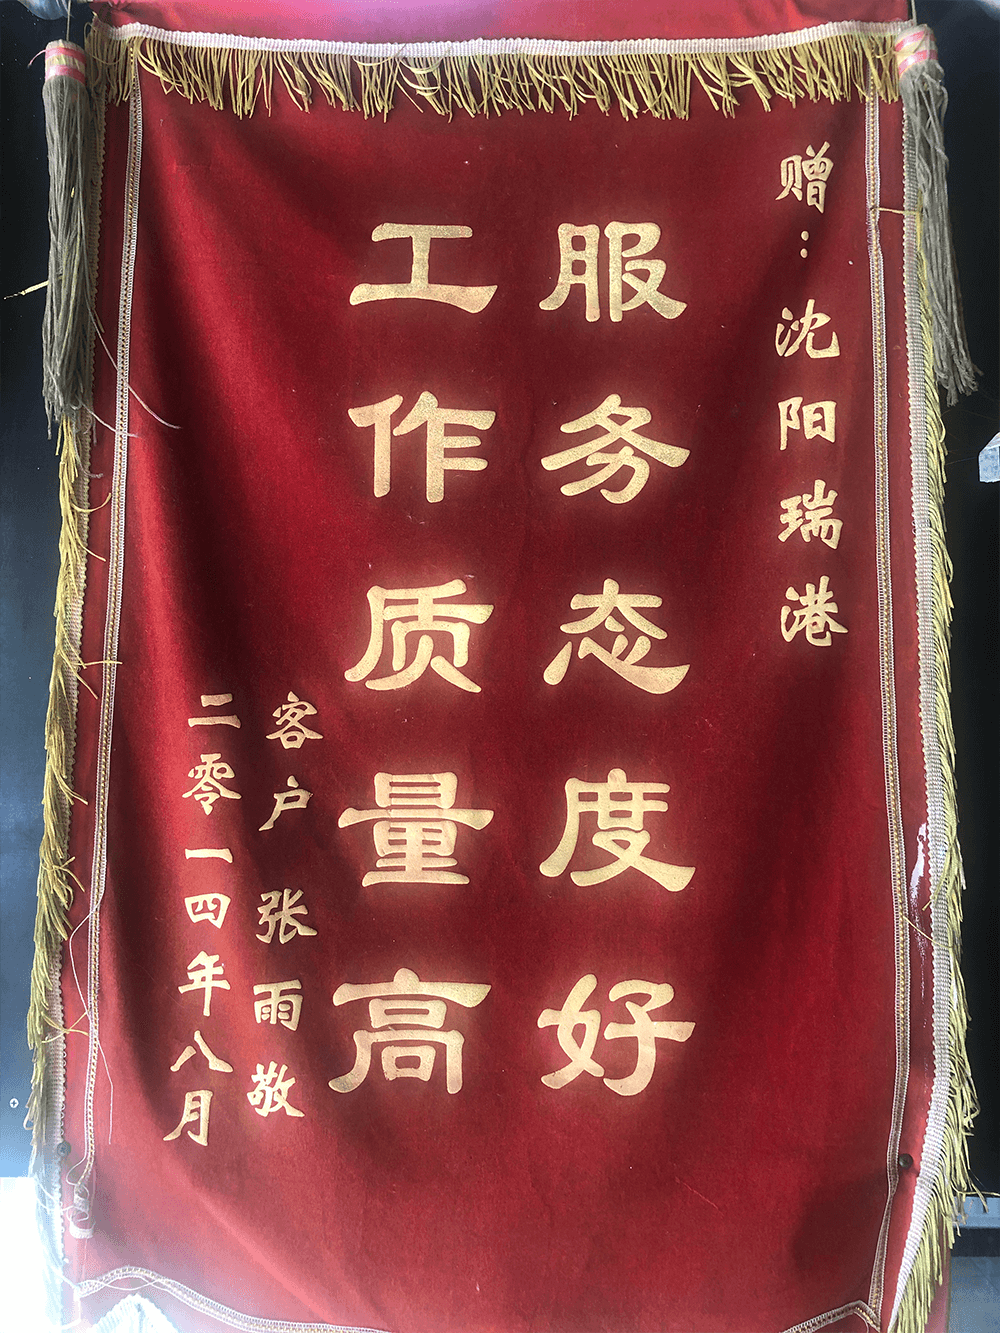 赠：沈阳瑞港
服务态度好
工作质量高
客户 张雨敬
二零一四年八月